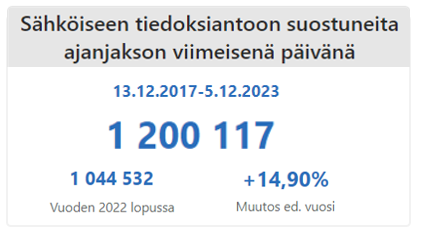 Sähköiseen tiedoksiantoon suostuneita
ajanjakson viimeisenä päivänä
13.12.2017-5.12.2023
1 200 117
1 044 532 +14,90%
Vuoden 2022 lopussa Muutos ed. vuosi